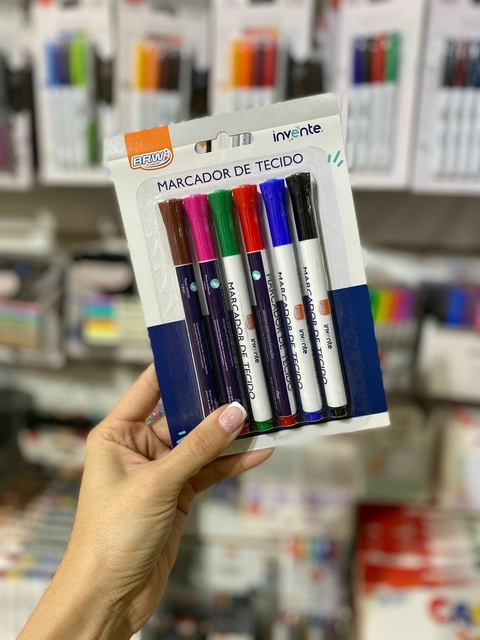 BRW
invente
MARCADOR DE TECIDO
MARCADOR DE TECIDO
invente
MARCADOR DE TECIDO
invente
MARCADOR DE TECIDO
invente